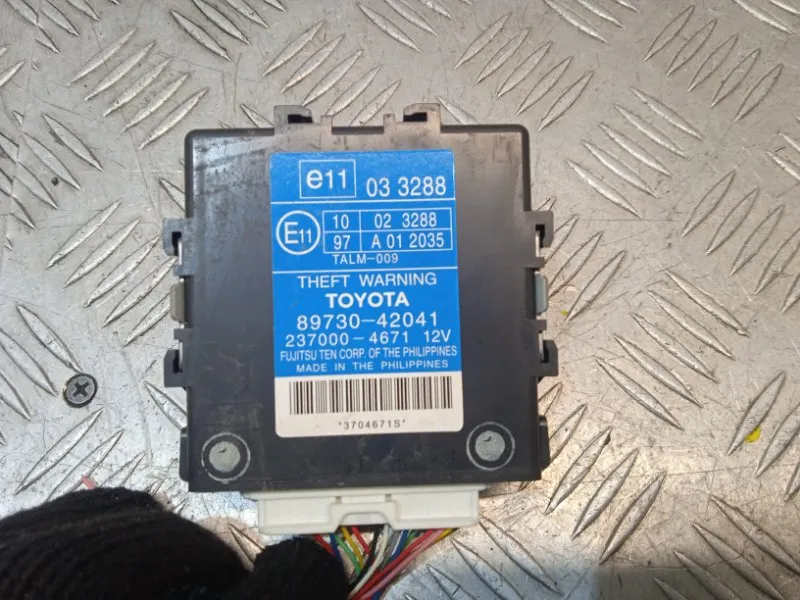 e11 03 3288
E11 10 02 3288
97 A 01 2035
TALM-009
THEFT WARNING
TOYOTA
89730-42041
237000-4671 12V
FUJITSU TEN CORP. OF THE PHILIPPINES
MADE IN THE PHILIPPINES
*3704671S*